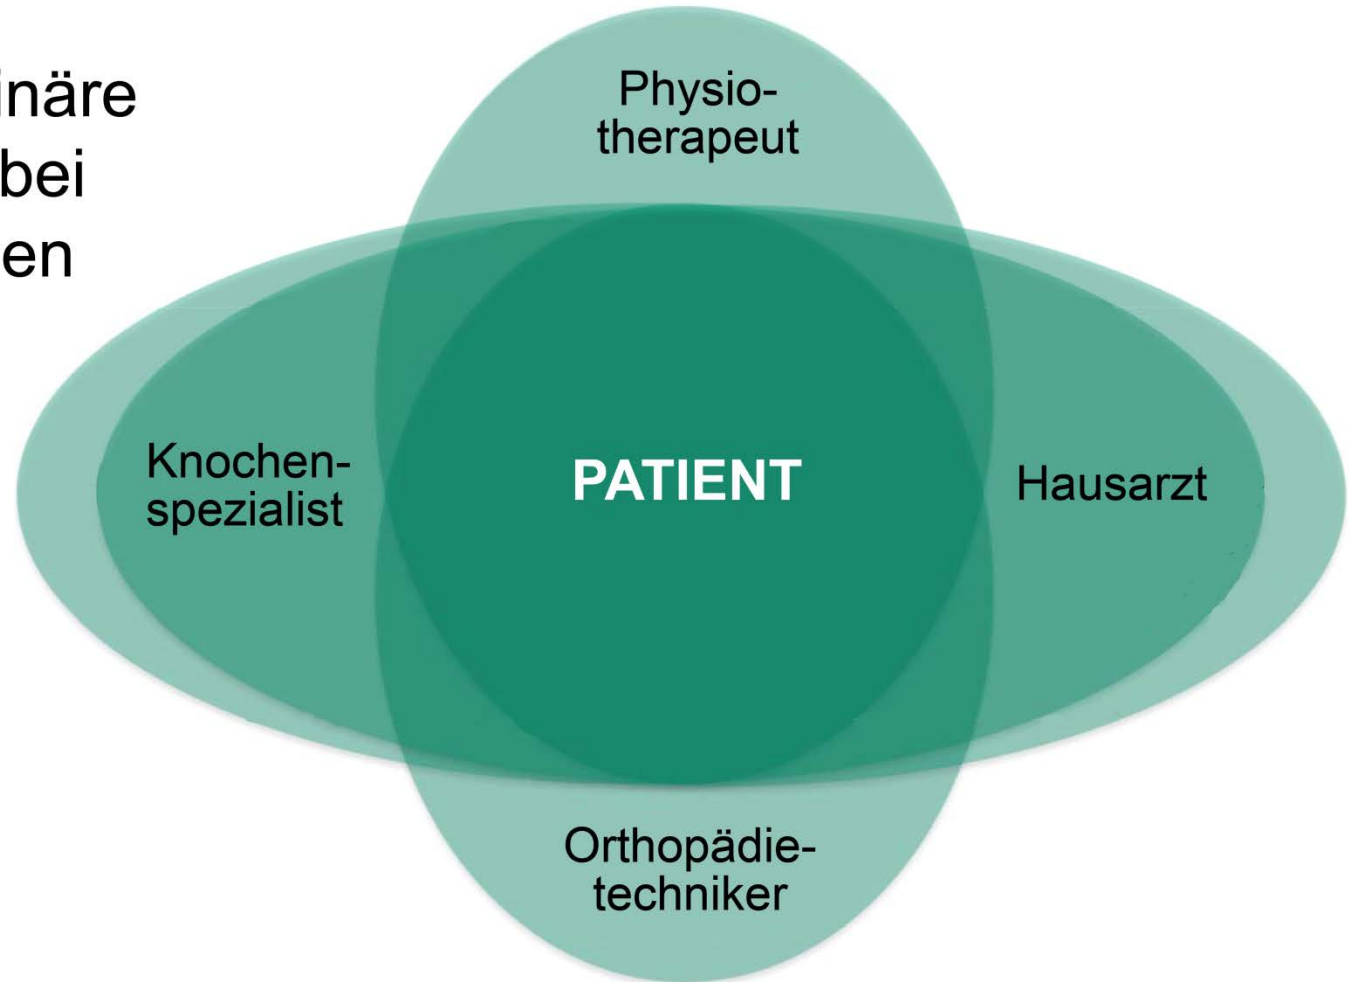 inäre
bei
en
Physio-
therapeut
Knochen-
spezialist
PATIENT
Hausarzt
Orthopädie-
techniker